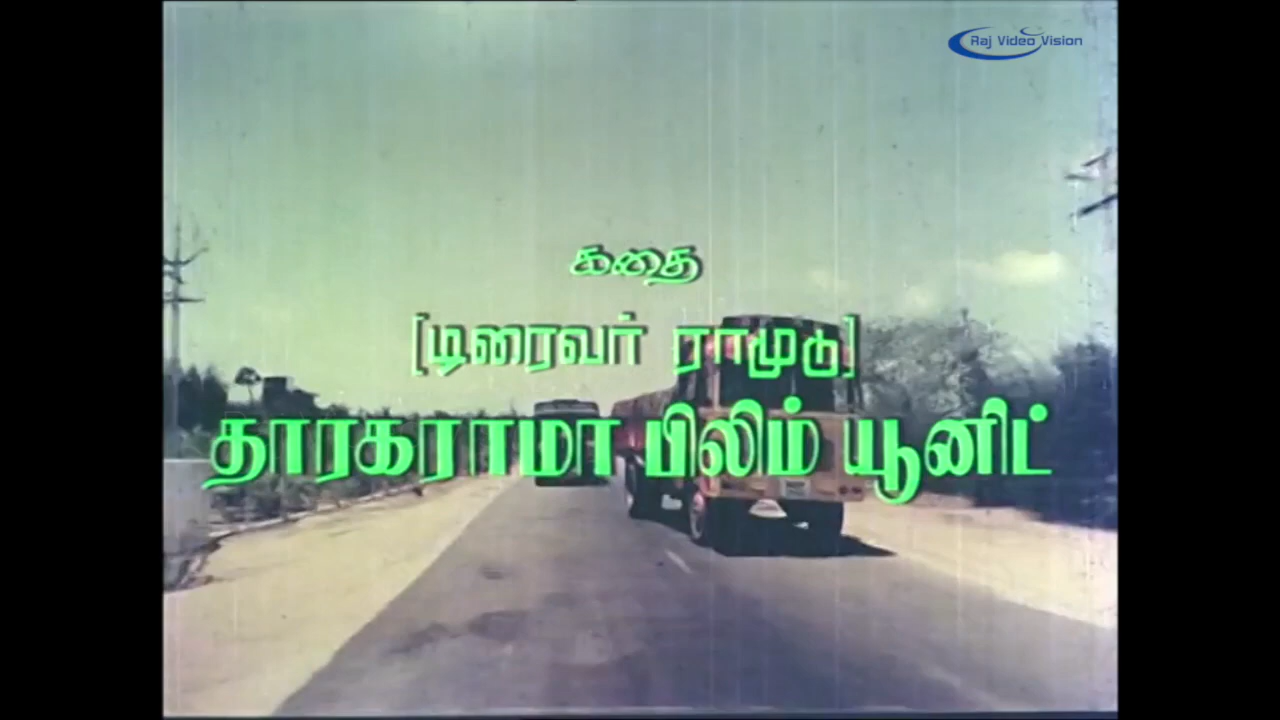 Raj Video Vision
கதை
[டிரைவர் ராமுடு]
தாரகராமா பிலிம் யூனிட்